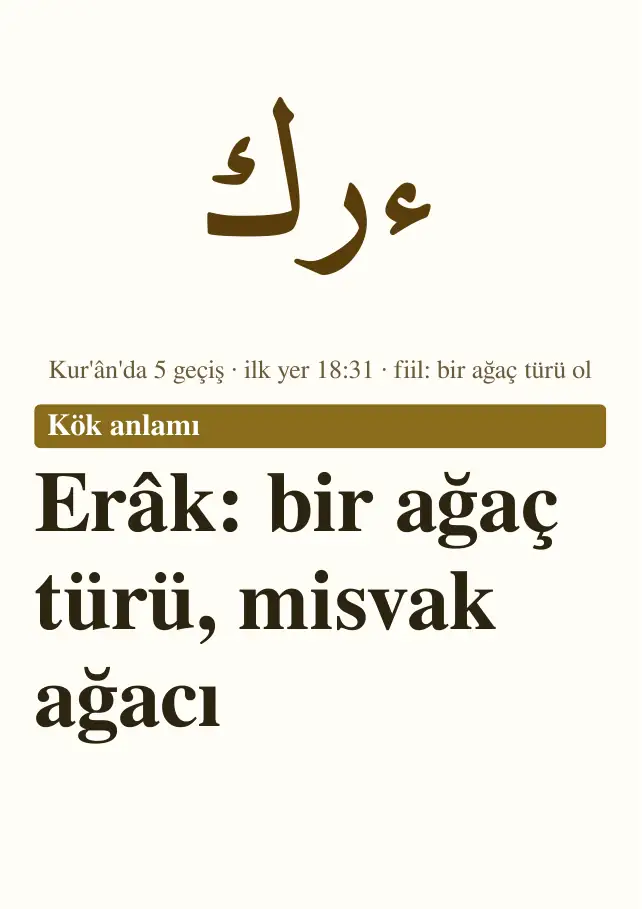 ءرك
Kur'ân'da 5 geçiş · ilk yer 18:31 · fiil: bir ağaç türü ol
Kök anlamı
Erâk: bir ağaç
türü, misvak
ağacı